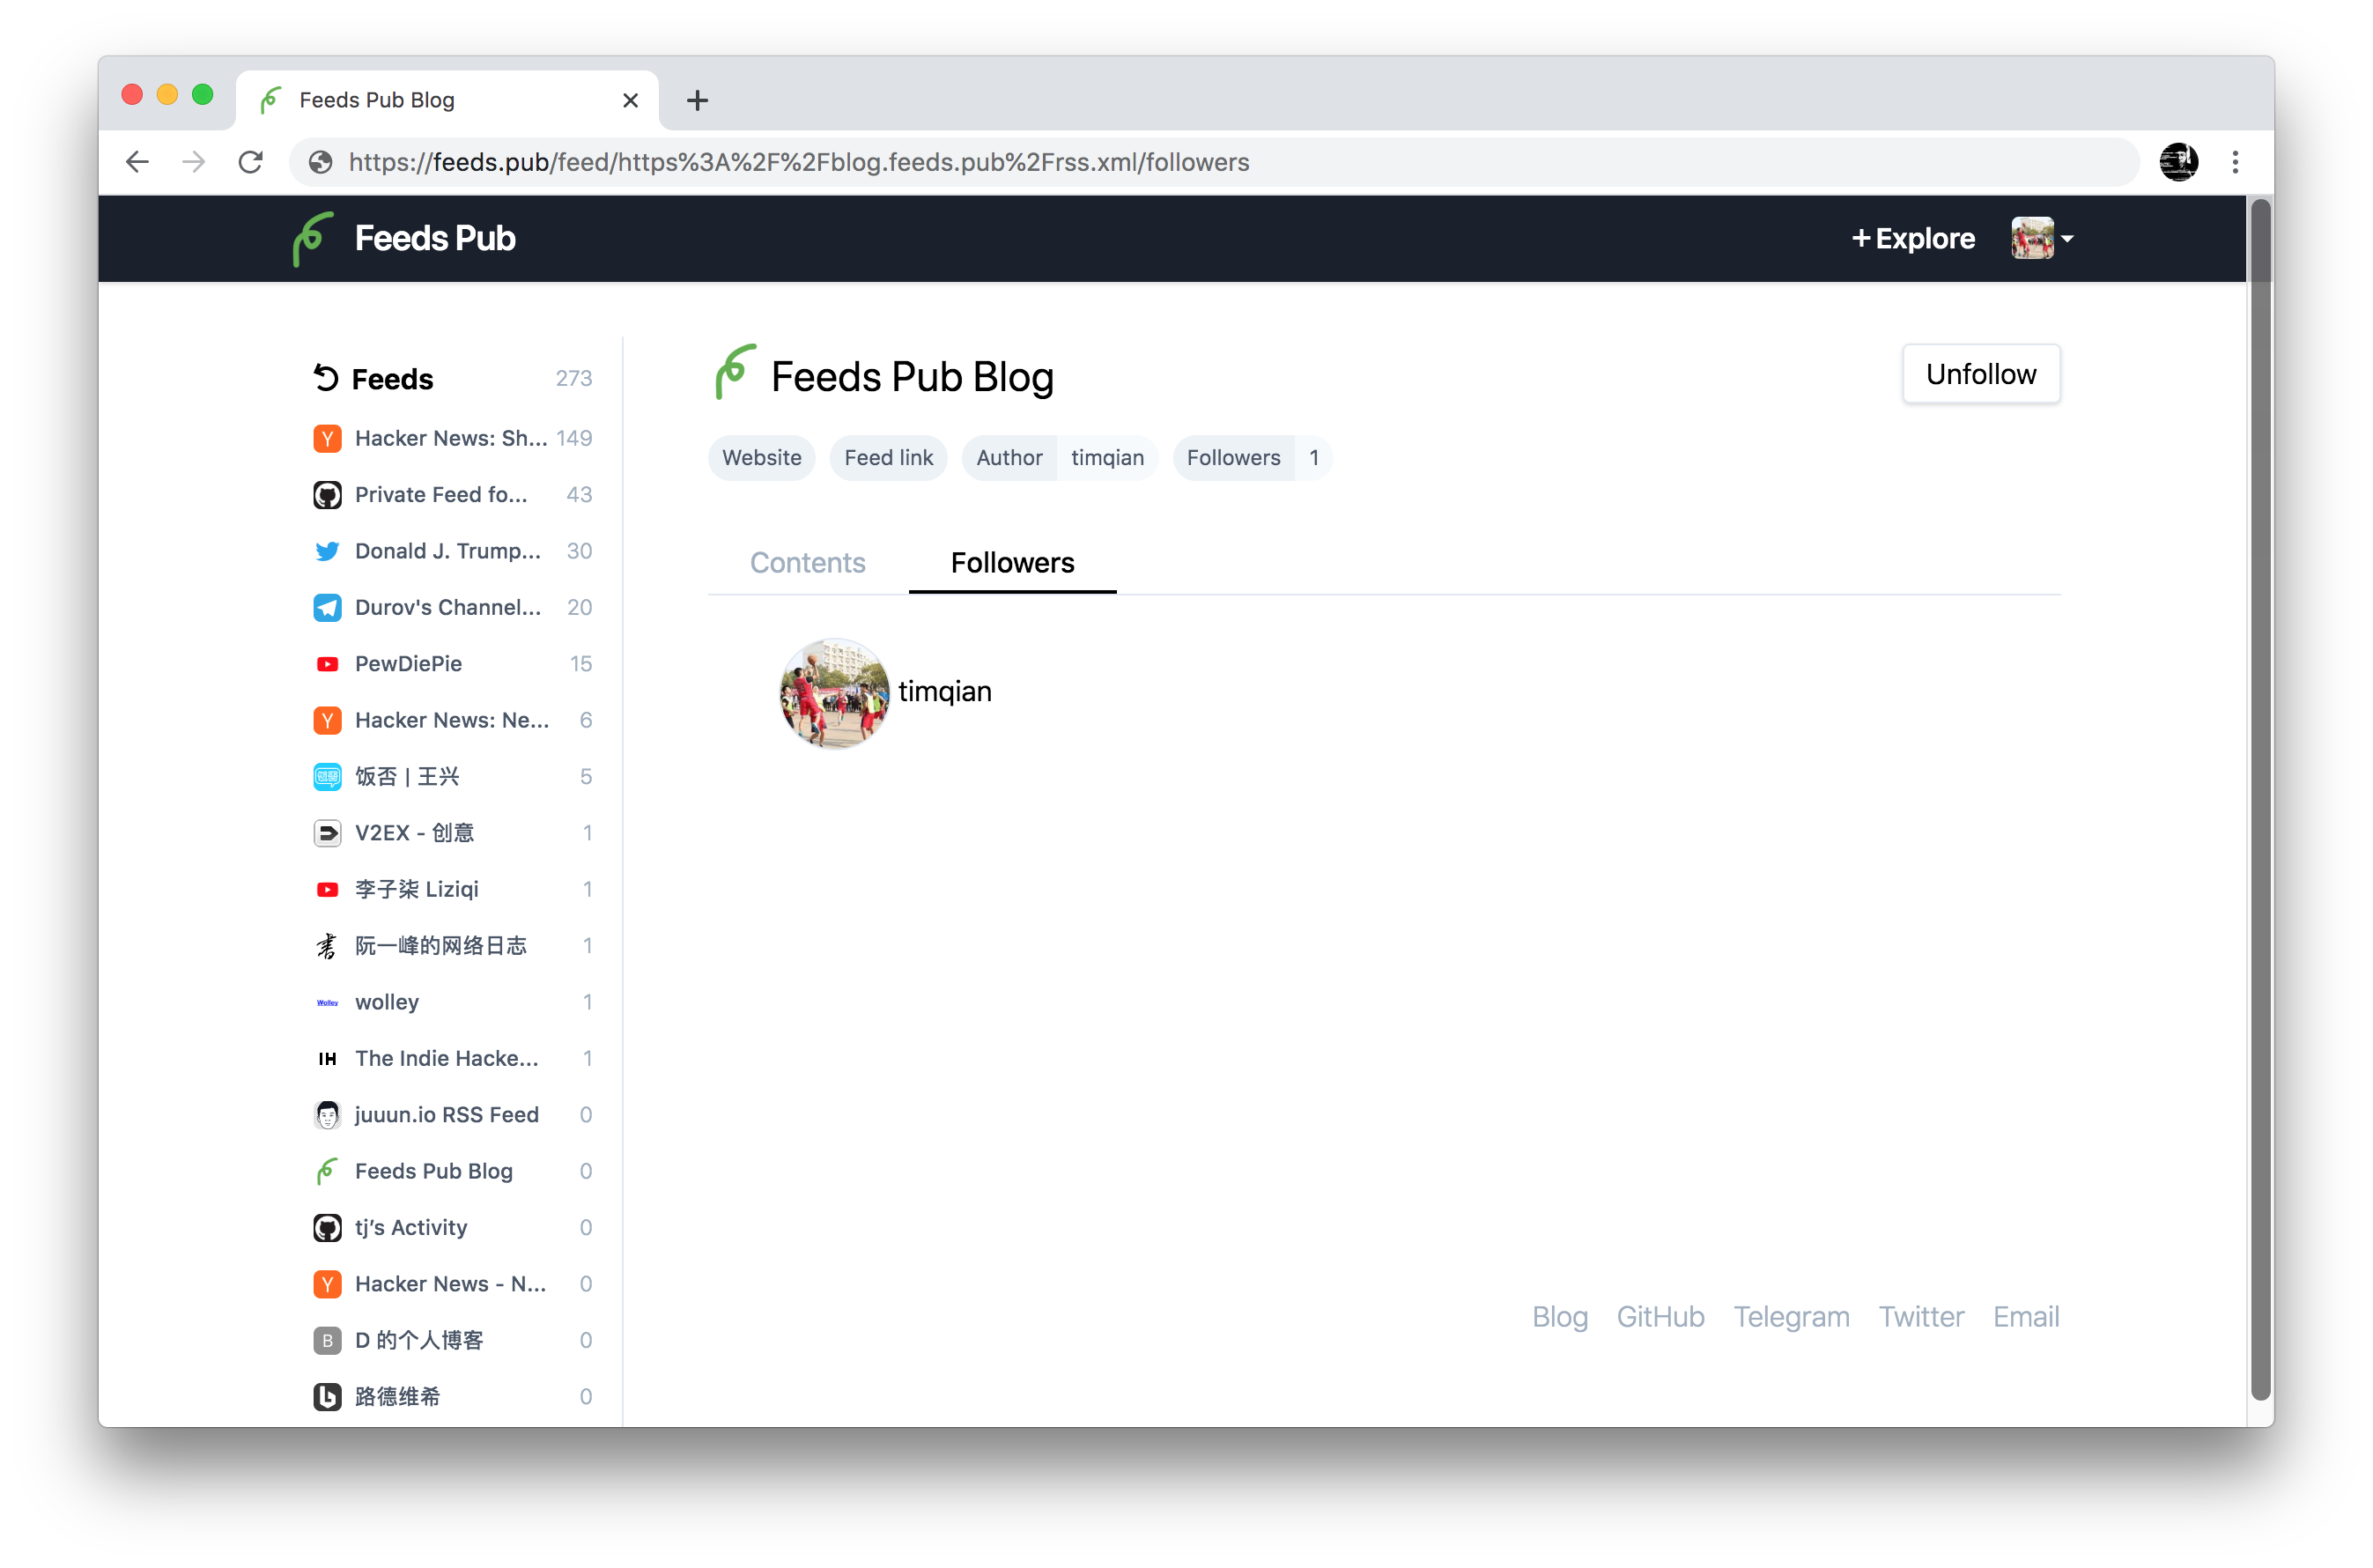 Feeds Pub Blog
https://feeds.pub/feed/https%3A%2F%2Fblog.feeds.pub%2Frss.xml/followers
Feeds Pub
+ Explore
Feeds 273
Hacker News: Sh... 149
Private Feed fo... 43
Donald J. Trump... 30
Durov's Channel... 20
PewDiePie 15
Hacker News: Ne... 6
饭否 | 王兴 5
V2EX - 创意 1
李子柒 Liziqi 1
阮一峰的网络日志 1
Wolley wolley 1
IH The Indie Hacke... 1
juuun.io RSS Feed 0
Feeds Pub Blog 0
tj’s Activity 0
Y Hacker News - N... 0
B D 的个人博客 0
路德维希 0
Feeds Pub Blog
Unfollow
Website Feed link Author timqian Followers 1
Contents Followers
timqian
Blog GitHub Telegram Twitter Email